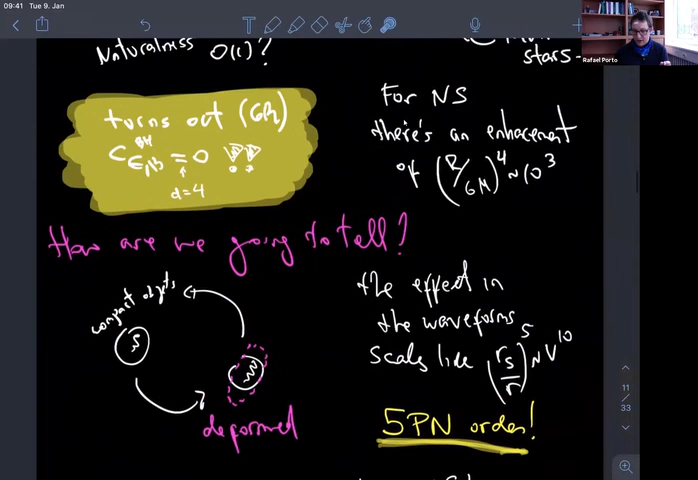 09:41 Tue 9. Jan
Rafael Porto
Naturalness O(1)?
stars-
turns out (GR)
C^{BH}_{E,B} = 0 !!
d=4
For NS
there's an enhancement
of (R/GM)^4 ~ 10^3
How are we going to tell?
compact objects
deformed
the effect in
the waveforms
scales like (r_s/r)^5 ~ v^10
5PN order!
11
/
33